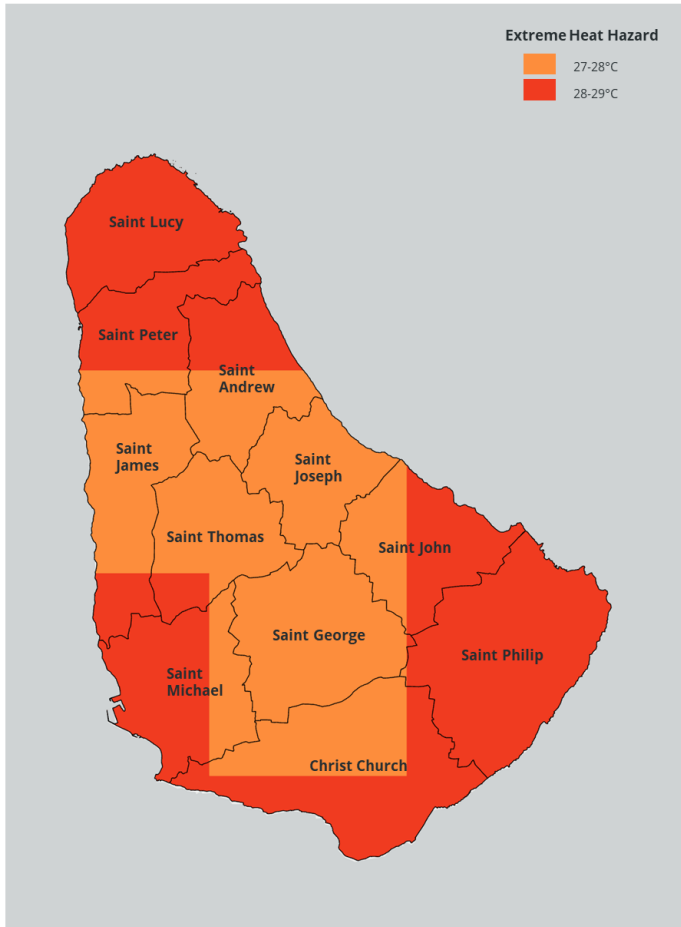 Extreme Heat Hazard
27-28°C
28-29°C
Saint Lucy
Saint Peter
Saint
Andrew
Saint
James
Saint
Joseph
Saint Thomas
Saint John
Saint George
Saint Philip
Saint
Michael
Christ Church